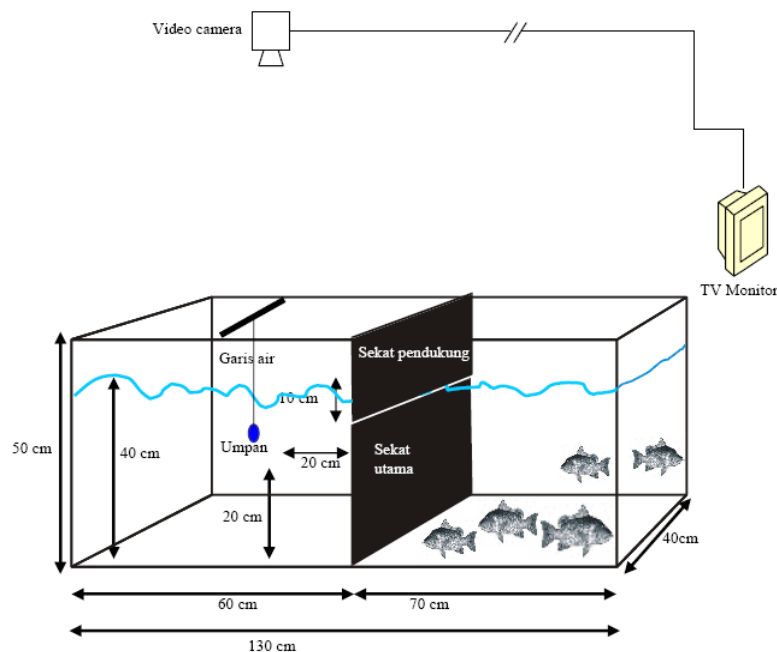 Video camera
TV Monitor
Garis air
Sekat pendukung
10 cm
50 cm
40 cm
Umpan
20 cm
Sekat
utama
20 cm
40cm
60 cm
70 cm
130 cm